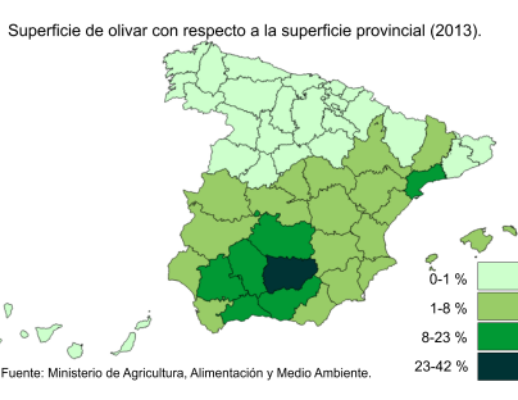 Superficie de olivar con respecto a la superficie provincial (2013).
0-1 %
1-8 %
8-23 %
23-42 %
Fuente: Ministerio de Agricultura, Alimentación y Medio Ambiente.